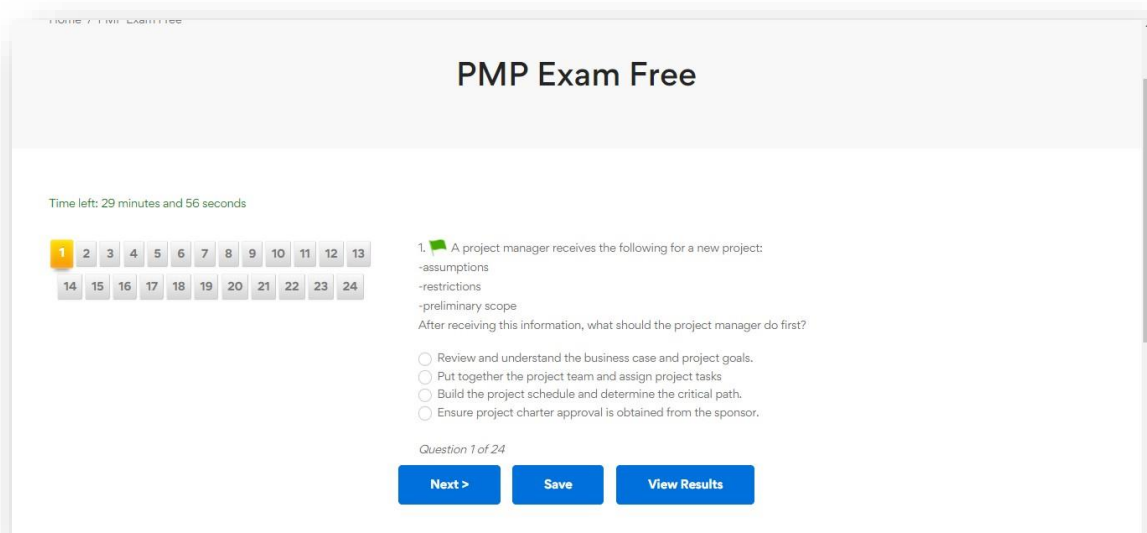 Home / PMP Exam Free
PMP Exam Free
Time left: 29 minutes and 56 seconds
1 2 3 4 5 6 7 8 9 10 11 12 13
14 15 16 17 18 19 20 21 22 23 24
1. A project manager receives the following for a new project:
-assumptions
-restrictions
-preliminary scope
After receiving this information, what should the project manager do first?
Review and understand the business case and project goals.
Put together the project team and assign project tasks
Build the project schedule and determine the critical path.
Ensure project charter approval is obtained from the sponsor.
Question 1 of 24
Next >
Save
View Results